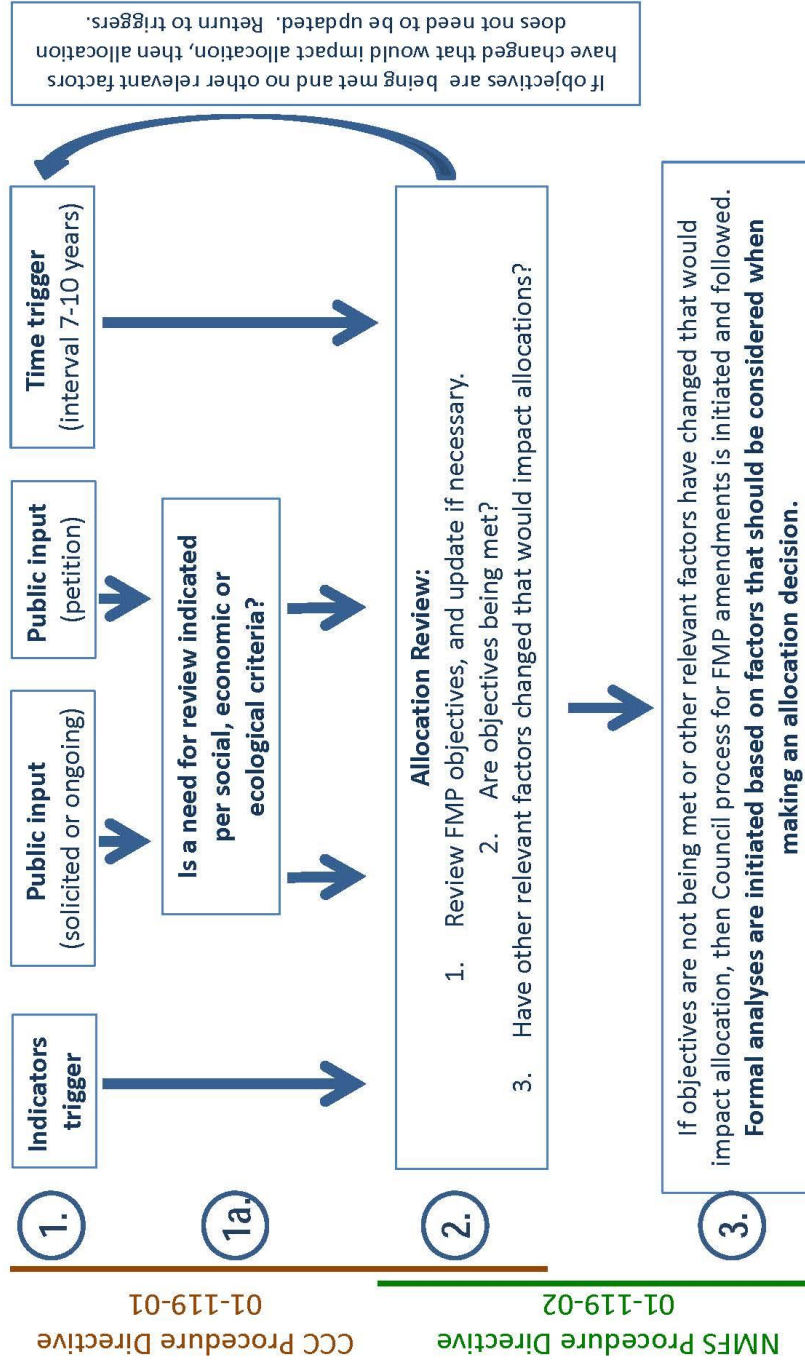 CCC Procedure Directive
01-119-01
NMFS Procedure Directive
01-119-02
1.
Indicators
trigger
Public input
(solicited or ongoing)
Public input
(petition)
Time trigger
(interval 7-10 years)
1a.
Is a need for review indicated
per social, economic or
ecological criteria?
2.
Allocation Review:
1. Review FMP objectives, and update if necessary.
2. Are objectives being met?
3. Have other relevant factors changed that would impact allocations?
If objectives are being met and no other relevant factors
have changed that would impact allocation, then allocation
does not need to be updated. Return to triggers.
3.
If objectives are not being met or other relevant factors have changed that would
impact allocation, then Council process for FMP amendments is initiated and followed.
Formal analyses are initiated based on factors that should be considered when
making an allocation decision.